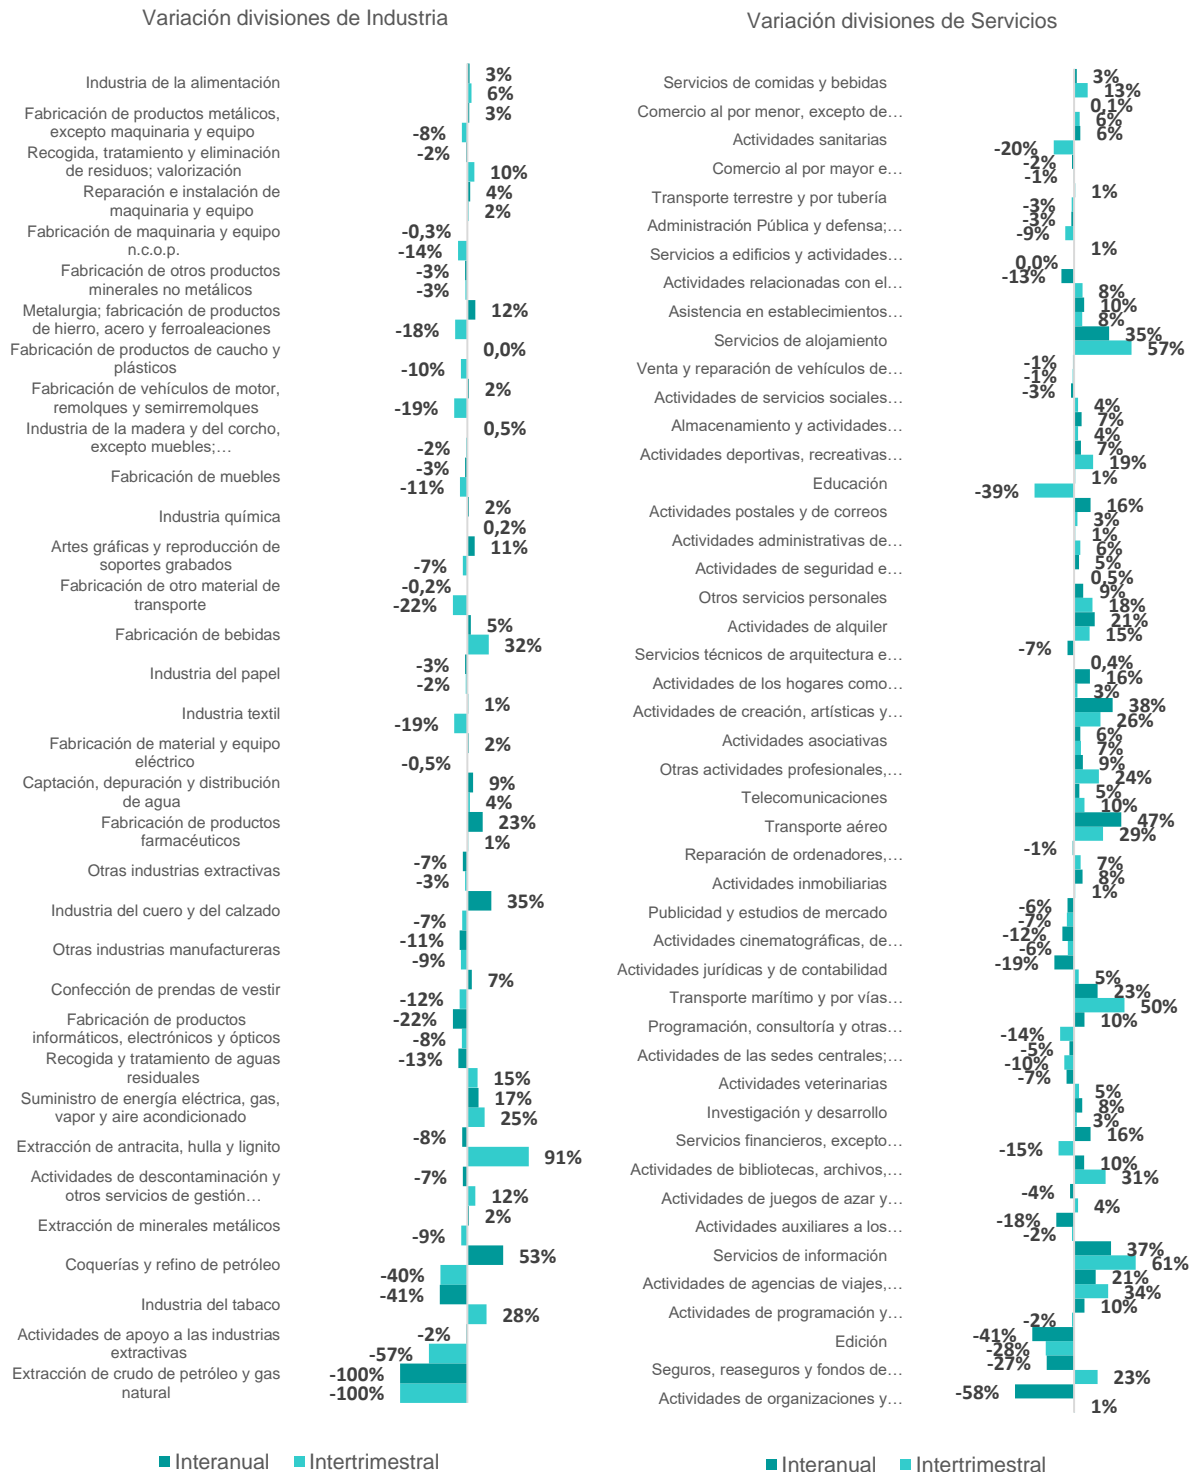 Variación divisiones de Industria
Industria de la alimentación
3%
6%
Fabricación de productos metálicos,
excepto maquinaria y equipo
3%
-8%
Recogida, tratamiento y eliminación
de residuos; valorización
-2%
10%
Reparación e instalación de
maquinaria y equipo
4%
2%
Fabricación de maquinaria y equipo
n.c.o.p.
-0,3%
-14%
Fabricación de otros productos
minerales no metálicos
-3%
-3%
Metalurgia; fabricación de productos
de hierro, acero y ferroaleaciones
12%
-18%
Fabricación de productos de caucho y
plásticos
0,0%
-10%
Fabricación de vehículos de motor,
remolques y semirremolques
2%
-19%
Industria de la madera y del corcho,
excepto muebles;…
0,5%
-2%
Fabricación de muebles
-3%
-11%
Industria química
2%
0,2%
Artes gráficas y reproducción de
soportes grabados
11%
-7%
Fabricación de otro material de
transporte
-0,2%
-22%
Fabricación de bebidas
5%
32%
Industria del papel
-3%
-2%
Industria textil
1%
-19%
Fabricación de material y equipo
eléctrico
2%
-0,5%
Captación, depuración y distribución
de agua
9%
4%
Fabricación de productos
farmacéuticos
23%
1%
Otras industrias extractivas
-7%
-3%
Industria del cuero y del calzado
35%
-7%
Otras industrias manufactureras
-11%
-9%
Confección de prendas de vestir
7%
-12%
Fabricación de productos
informáticos, electrónicos y ópticos
-22%
-8%
Recogida y tratamiento de aguas
residuales
-13%
15%
Suministro de energía eléctrica, gas,
vapor y aire acondicionado
17%
25%
Extracción de antracita, hulla y lignito
-8%
91%
Actividades de descontaminación y
otros servicios de gestión…
-7%
12%
Extracción de minerales metálicos
2%
-9%
Coquerías y refino de petróleo
53%
-40%
Industria del tabaco
-41%
28%
Actividades de apoyo a las industrias
extractivas
-2%
-57%
Extracción de crudo de petróleo y gas
natural
-100%
-100%
Interanual
Intertrimestral
Variación divisiones de Servicios
Servicios de comidas y bebidas
3%
13%
Comercio al por menor, excepto de…
0,1%
6%
Actividades sanitarias
6%
-20%
Comercio al por mayor e…
-2%
-1%
Transporte terrestre y por tubería
1%
-3%
Administración Pública y defensa;…
-3%
-9%
Servicios a edificios y actividades…
1%
0,0%
Actividades relacionadas con el…
-13%
8%
Asistencia en establecimientos…
10%
8%
Servicios de alojamiento
35%
57%
Venta y reparación de vehículos de…
-1%
-1%
Actividades de servicios sociales…
-3%
4%
Almacenamiento y actividades…
7%
4%
Actividades deportivas, recreativas…
7%
19%
Educación
1%
-39%
Actividades postales y de correos
16%
3%
Actividades administrativas de…
1%
6%
Actividades de seguridad e…
5%
0,5%
Otros servicios personales
9%
18%
Actividades de alquiler
21%
15%
Servicios técnicos de arquitectura e…
-7%
0,4%
Actividades de los hogares como…
16%
3%
Actividades de creación, artísticas y…
38%
26%
Actividades asociativas
6%
7%
Otras actividades profesionales,…
9%
24%
Telecomunicaciones
5%
10%
Transporte aéreo
47%
29%
Reparación de ordenadores,…
-1%
7%
Actividades inmobiliarias
8%
1%
Publicidad y estudios de mercado
-6%
-7%
Actividades cinematográficas, de…
-12%
-6%
Actividades jurídicas y de contabilidad
-19%
5%
Transporte marítimo y por vías…
23%
50%
Programación, consultoría y otras…
10%
-14%
Actividades de las sedes centrales;…
-5%
-10%
Actividades veterinarias
-7%
5%
Investigación y desarrollo
8%
3%
Servicios financieros, excepto…
16%
-15%
Actividades de bibliotecas, archivos,…
10%
31%
Actividades de juegos de azar y…
-4%
4%
Actividades auxiliares a los…
-18%
-2%
Servicios de información
37%
61%
Actividades de agencias de viajes,…
21%
34%
Actividades de programación y…
10%
-2%
Edición
-41%
-28%
Seguros, reaseguros y fondos de…
-27%
23%
Actividades de organizaciones y…
-58%
1%
Interanual
Intertrimestral